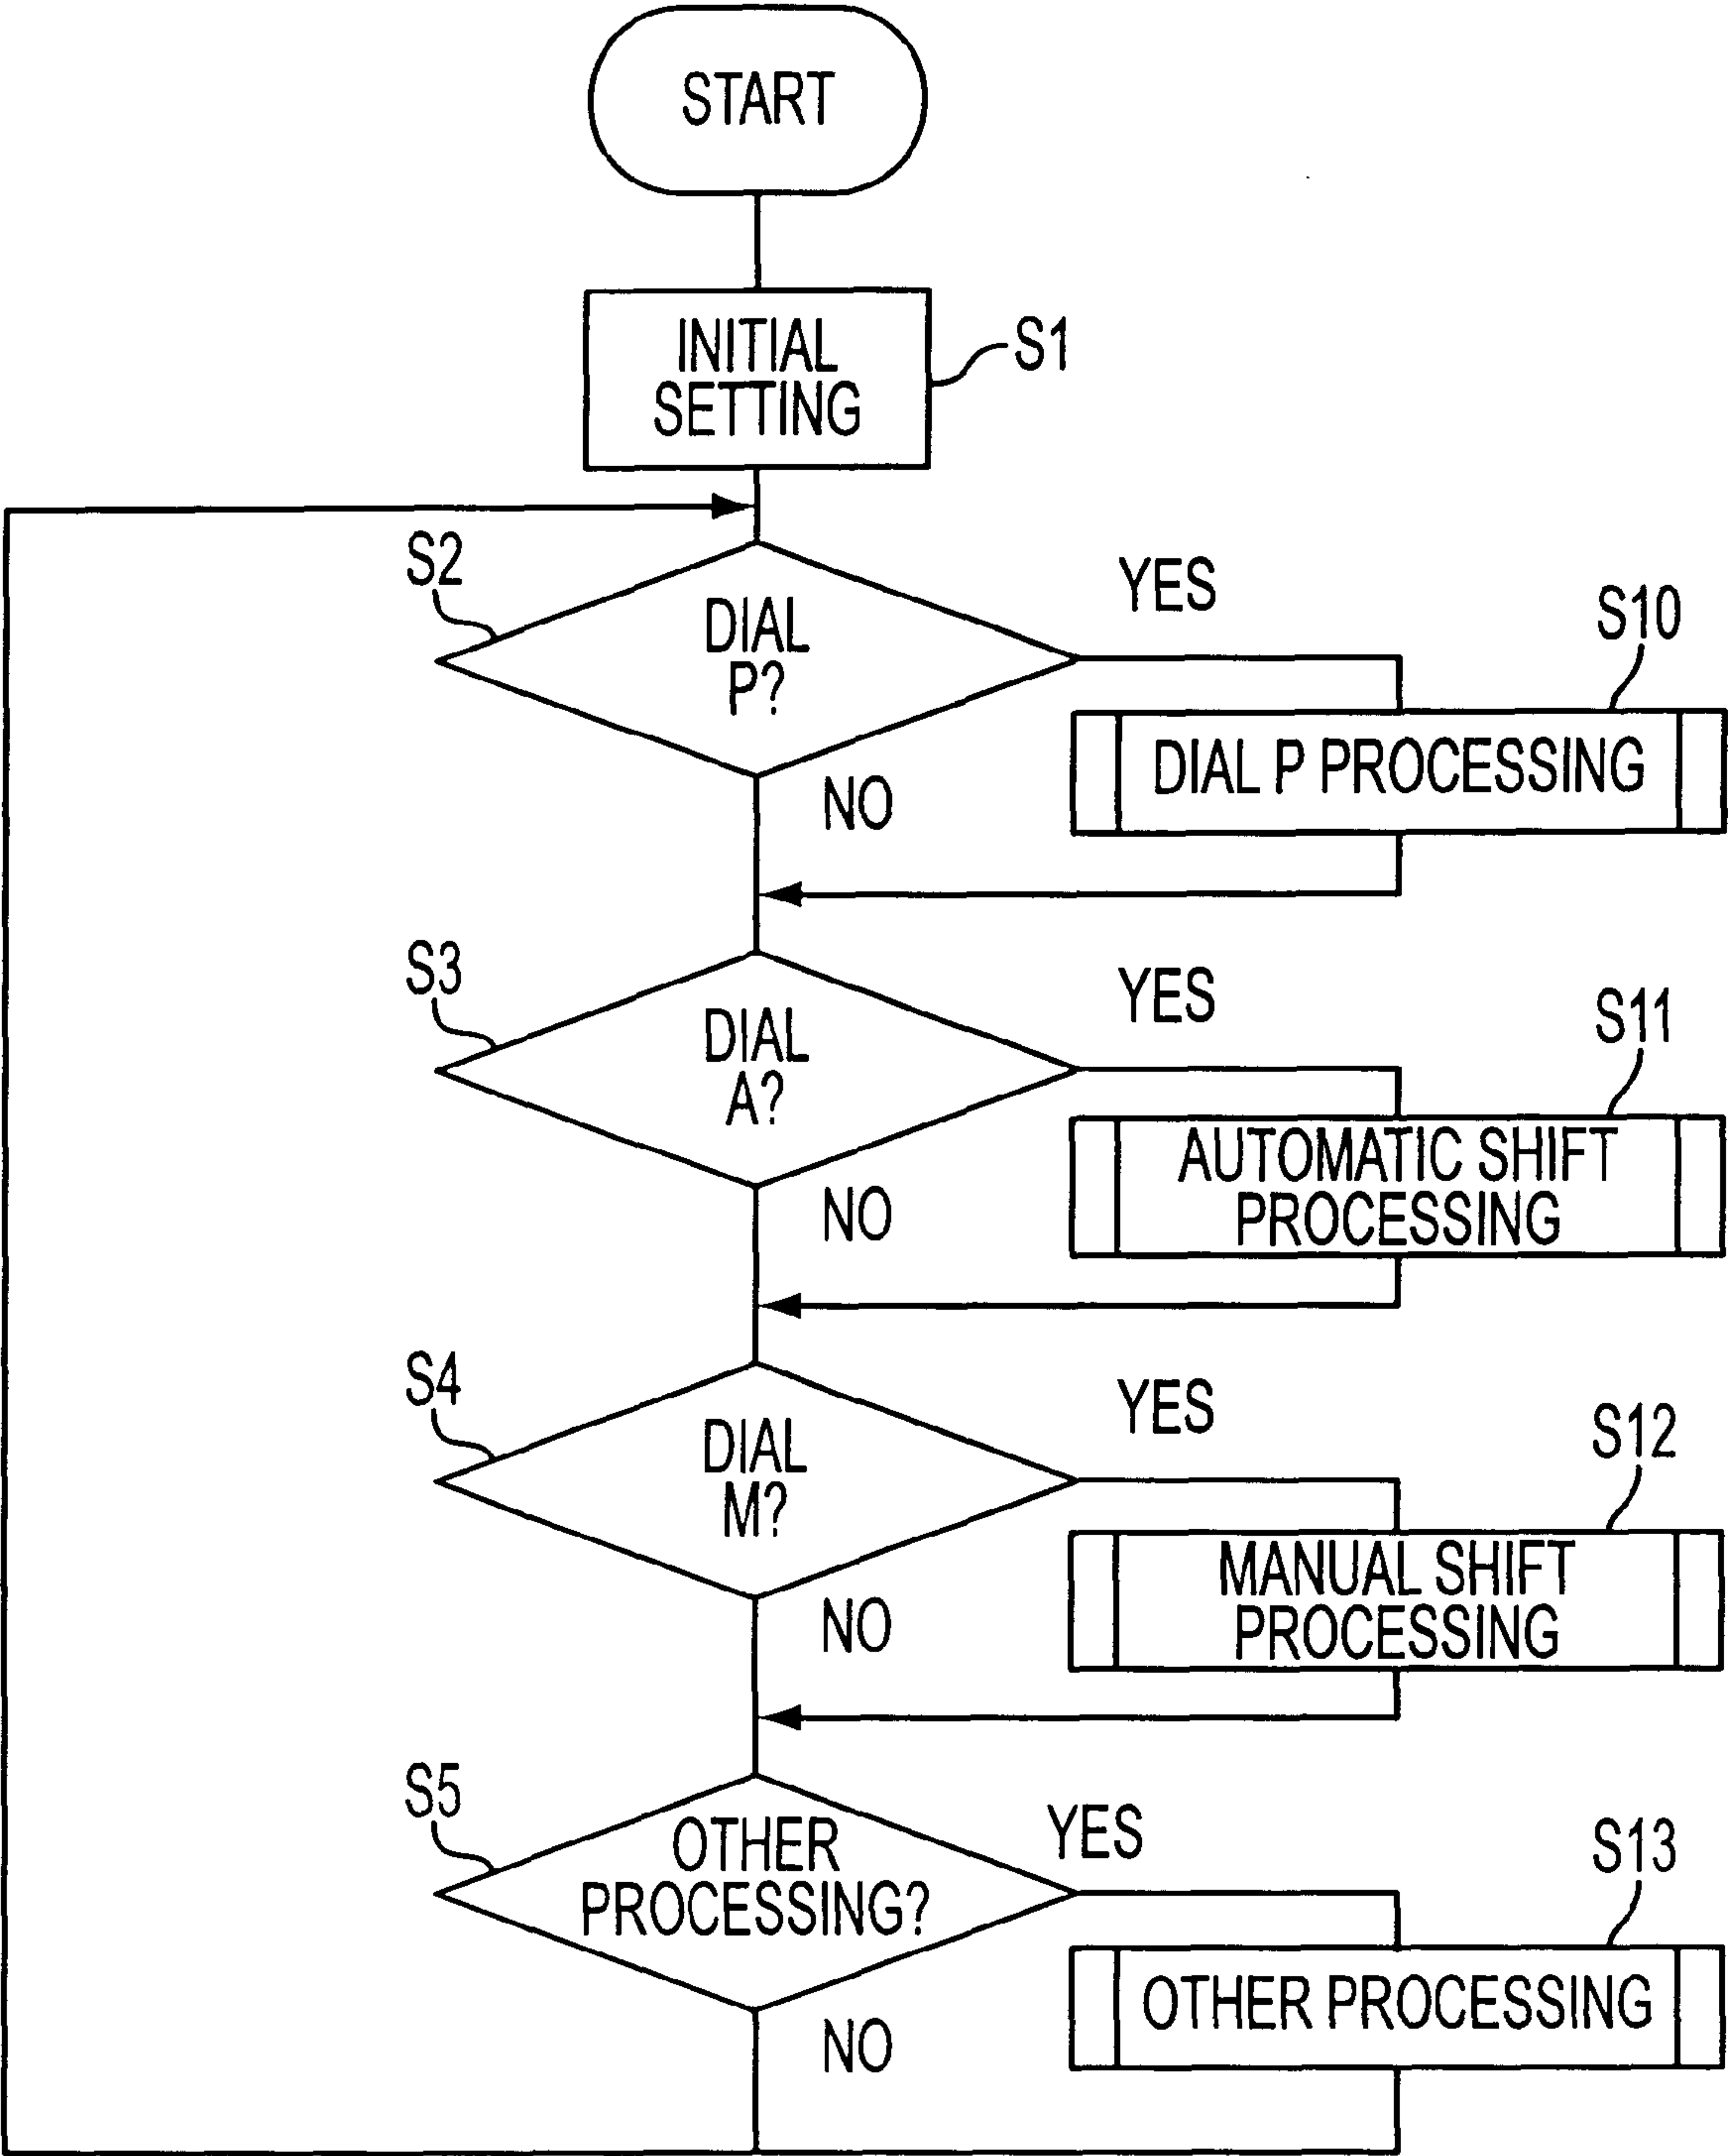 START
INITIAL
SETTING
S1
S2
DIAL
P?
YES
S10
DIAL P PROCESSING
NO
S3
DIAL
A?
YES
S11
AUTOMATIC SHIFT
PROCESSING
NO
S4
DIAL
M?
YES
S12
MANUAL SHIFT
PROCESSING
NO
S5
OTHER
PROCESSING?
YES
S13
OTHER PROCESSING
NO